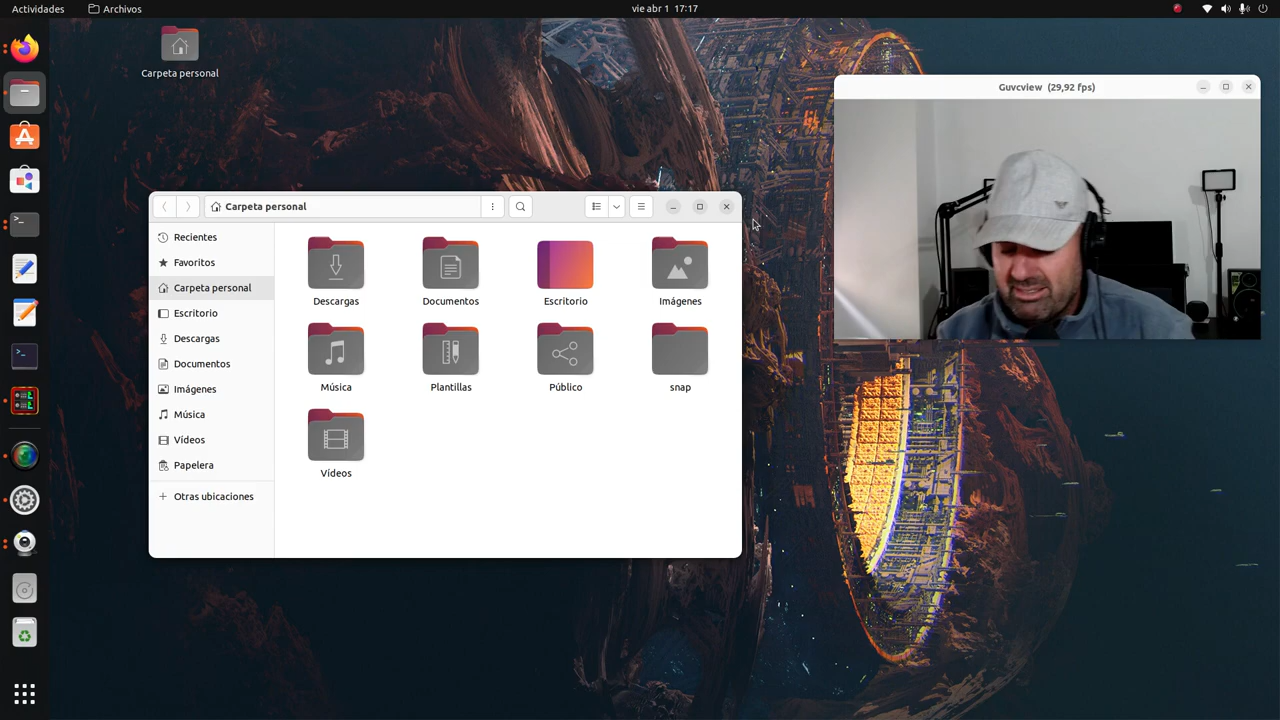 Actividades
Archivos
vie abr 1 17:17
Carpeta personal
Guvcview (29,92 fps)
Carpeta personal
Recientes
Favoritos
Carpeta personal
Escritorio
Descargas
Documentos
Imágenes
Música
Vídeos
Papelera
Otras ubicaciones
Descargas
Documentos
Escritorio
Imágenes
Música
Plantillas
Público
snap
Vídeos